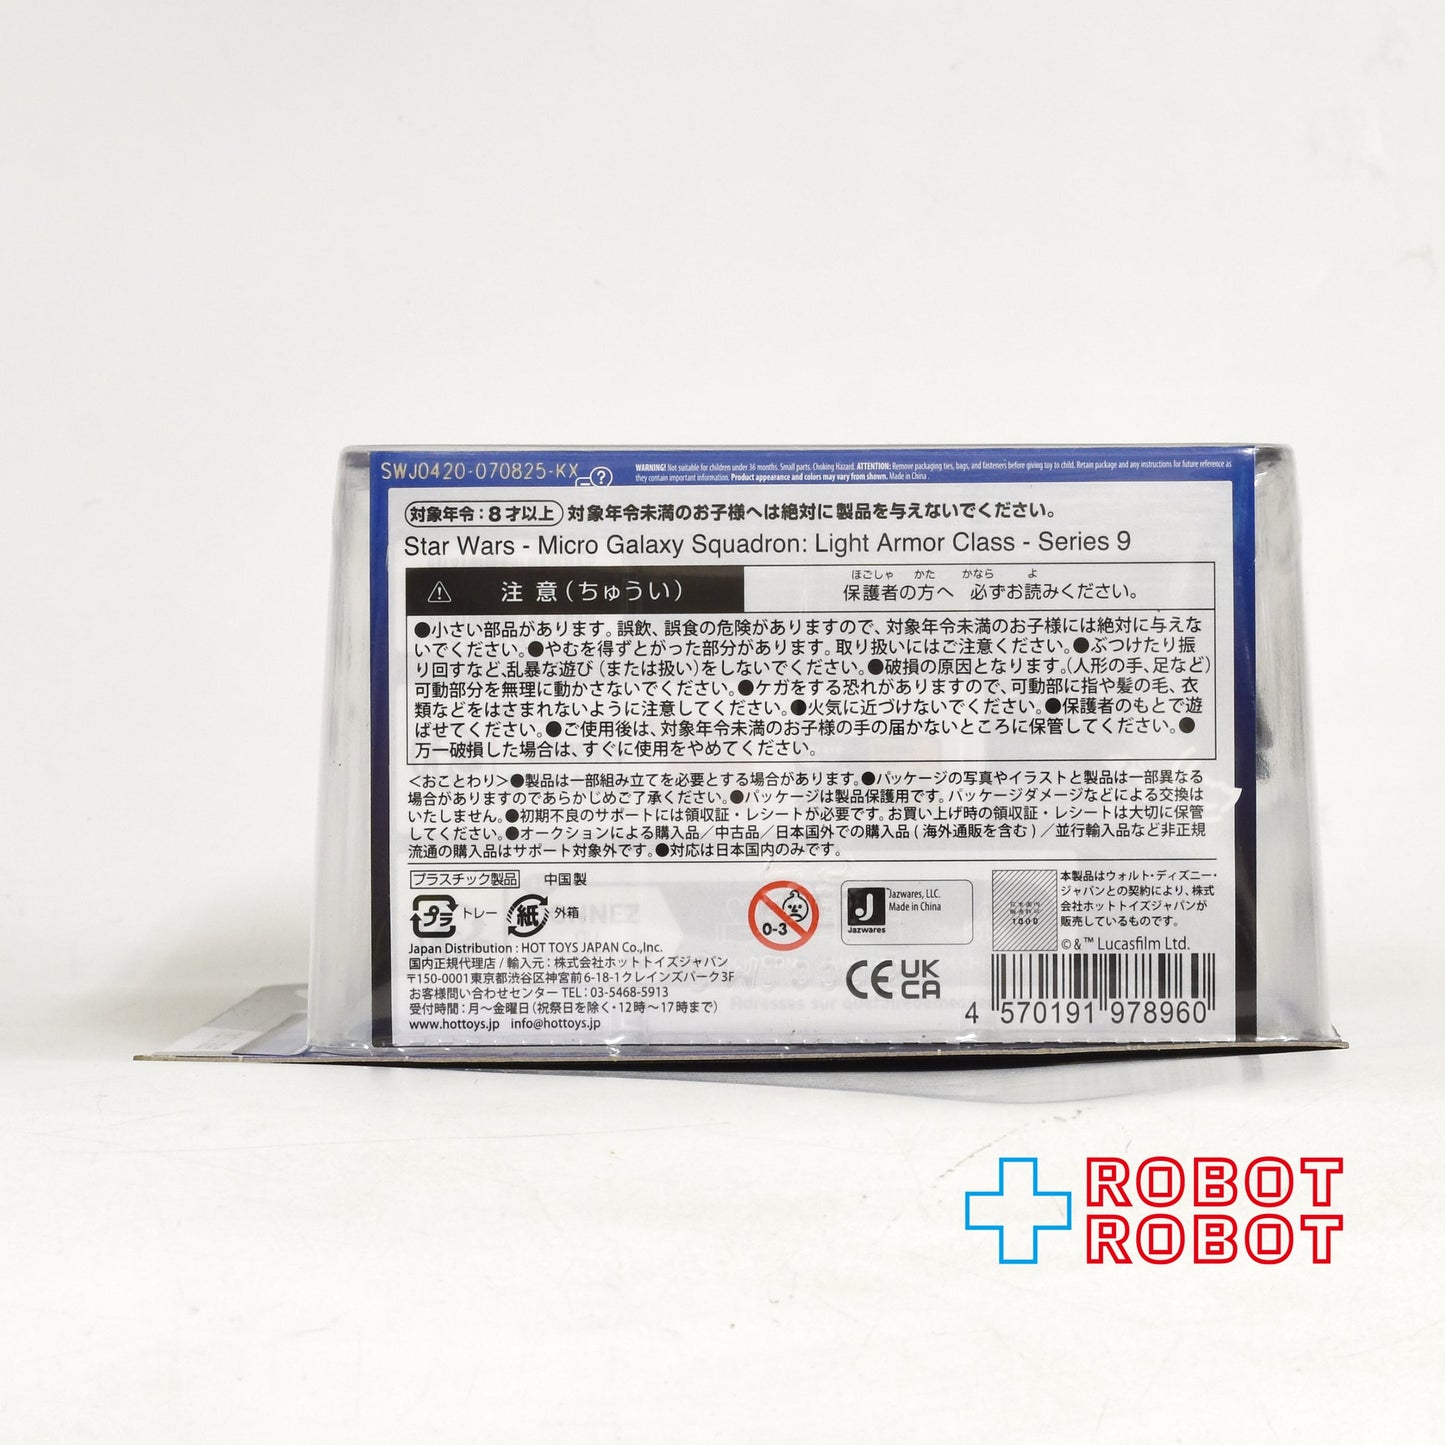 SWJ0420-070825-KX
WARNING! Not suitable for children under 36 months. Small parts. Choking Hazard. ATTENTION: Remove packaging ties, bags, and fasteners before giving toy to child. Retain package and any instructions for future reference as
they contain important information. Product appearance and colors may vary from shown. Made in China.
対象年令：8才以上 対象年令未満のお子様へは絶対に製品を与えないでください。
Star Wars - Micro Galaxy Squadron: Light Armor Class - Series 9
ほごしゃ かた かなら よ
注意（ちゅうい） 保護者の方へ 必ずお読みください。
●小さい部品があります。誤飲、誤食の危険がありますので、対象年令未満のお子様には絶対に与えな
いでください。●やむを得ずとがった部分があります。取り扱いにはご注意ください。●ぶつけたり振
り回すなど、乱暴な遊び（または扱い）をしないでください。●破損の原因となります。（人形の手、足など）
可動部分を無理に動かさないでください。●ケガをする恐れがありますので、可動部に指や髪の毛、衣
類などをはさまれないように注意してください。●火気に近づけないでください。●保護者のもとで遊
ばせてください。●ご使用後は、対象年令未満のお子様の手の届かないところに保管してください。●
万一破損した場合は、すぐに使用をやめてください。
＜おことわり＞●製品は一部組み立てを必要とする場合があります。●パッケージの写真やイラストと製品は一部異なる
場合がありますのであらかじめご了承ください。●パッケージは製品保護用です。パッケージダメージなどによる交換は
いたしません。●初期不良のサポートには領収証・レシートが必要です。お買い上げ時の領収証・レシートは大切に保管
してください。●オークションによる購入品／中古品／日本国外での購入品（海外通販を含む）／並行輸入品など非正規
流通の購入品はサポート対象外です。●対応は日本国内のみです。
プラスチック製品 中国製
プラ トレー 紙 外箱
Japan Distribution : HOT TOYS JAPAN Co.,Inc.
国内正規代理店／輸入元：株式会社ホットトイズジャパン
〒150-0001東京都渋谷区神宮前6-18-1クレインズパーク3F
お客様問い合わせセンター TEL：03-5468-5913
受付時間：月～金曜日（祝祭日を除く・12時～17時まで）
www.hottoys.jp info@hottoys.jp
0-3
J
Jazwares
Jazwares, LLC.
Made in China
CE UK
CA
1000
本製品はウォルト・ディズニー・
ジャパンとの契約により、株式
会社ホットトイズジャパンが
販売しているものです。
©&™ Lucasfilm Ltd.
4 570191 978960
ROBOT
ROBOT